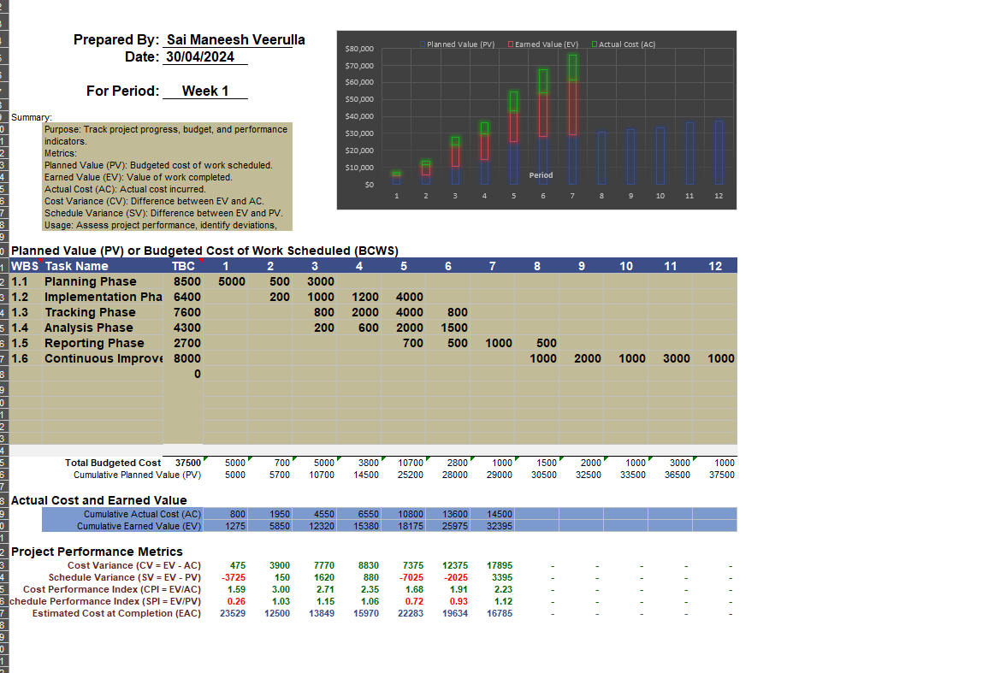 Prepared By: Sai Maneesh Veerulla
Date: 30/04/2024
For Period: Week 1
Summary:
Purpose: Track project progress, budget, and performance
indicators.
Metrics:
Planned Value (PV): Budgeted cost of work scheduled.
Earned Value (EV): Value of work completed.
Actual Cost (AC): Actual cost incurred.
Cost Variance (CV): Difference between EV and AC.
Schedule Variance (SV): Difference between EV and PV.
Usage: Assess project performance, identify deviations,
Planned Value (PV) Earned Value (EV) Actual Cost (AC)
$80,000
$70,000
$60,000
$50,000
$40,000
$30,000
$20,000
$10,000
$0
Period
1 2 3 4 5 6 7 8 9 10 11 12
Planned Value (PV) or Budgeted Cost of Work Scheduled (BCWS)
WBS Task Name TBC 1 2 3 4 5 6 7 8 9 10 11 12
1.1 Planning Phase 8500 5000 500 3000
1.2 Implementation Pha 6400 200 1000 1200 4000
1.3 Tracking Phase 7600 800 2000 4000 800
1.4 Analysis Phase 4300 200 600 2000 1500
1.5 Reporting Phase 2700 700 500 1000 500
1.6 Continuous Improve 8000 1000 2000 1000 3000 1000
0
Total Budgeted Cost 37500 5000 700 5000 3800 10700 2800 1000 1500 2000 1000 3000 1000
Cumulative Planned Value (PV) 5000 5700 10700 14500 25200 28000 29000 30500 32500 33500 36500 37500
Actual Cost and Earned Value
Cumulative Actual Cost (AC) 800 1950 4550 6550 10800 13600 14500
Cumulative Earned Value (EV) 1275 5850 12320 15380 18175 25975 32395
Project Performance Metrics
Cost Variance (CV = EV - AC) 475 3900 7770 8830 7375 12375 17895 - - - - -
Schedule Variance (SV = EV - PV) -3725 150 1620 880 -7025 -2025 3395 - - - - -
Cost Performance Index (CPI = EV/AC) 1.59 3.00 2.71 2.35 1.68 1.91 2.23 - - - - -
chedule Performance Index (SPI = EV/PV) 0.26 1.03 1.15 1.06 0.72 0.93 1.12 - - - - -
Estimated Cost at Completion (EAC) 23529 12500 13849 15970 22283 19634 16785 - - - - -